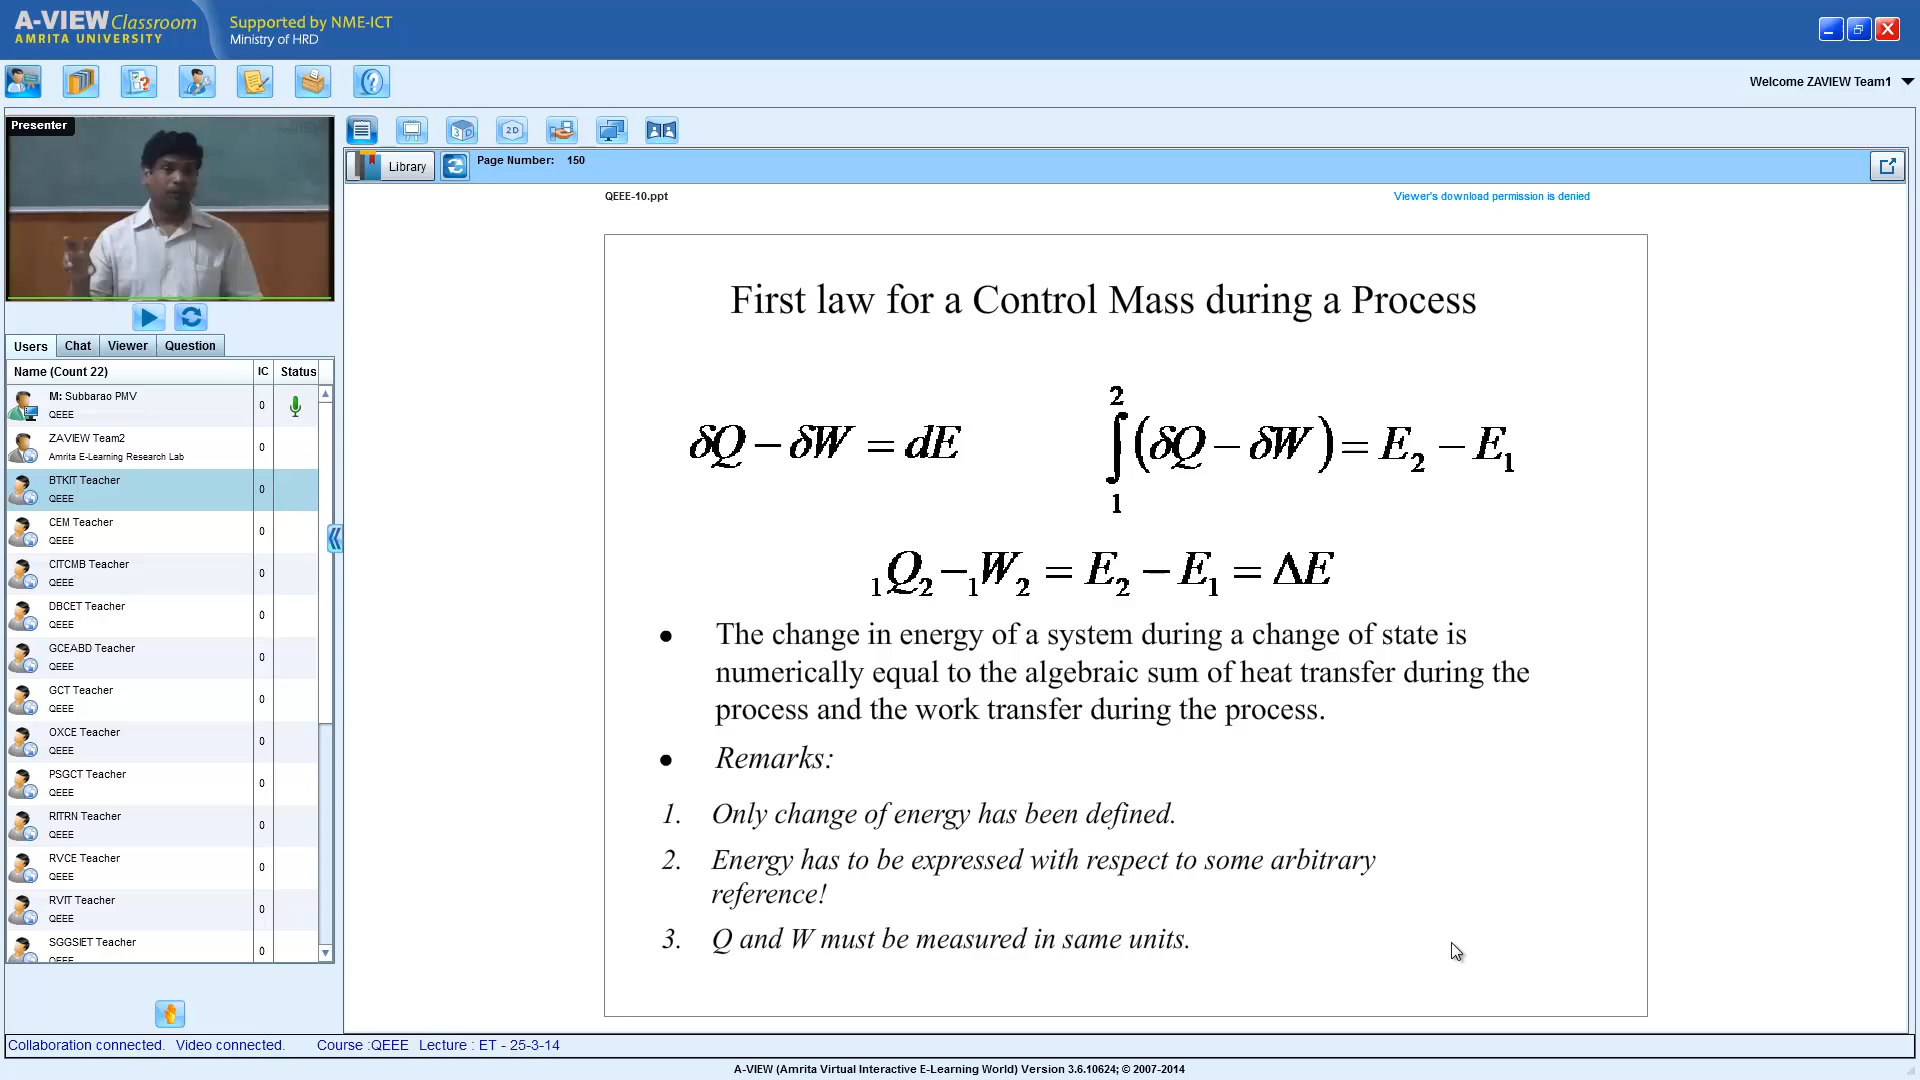 A-VIEW Classroom
AMRITA UNIVERSITY
Supported by NME-ICT
Ministry of HRD
Welcome ZAVIEW Team1
Presenter
Library
Page Number: 150
QEEE-10.ppt
Viewer's download permission is denied
Users Chat Viewer Question
Name (Count 22) IC Status
M: Subbarao PMV
QEEE
0
ZAVIEW Team2
Amrita E-Learning Research Lab
0
BTKIT Teacher
QEEE
0
CEM Teacher
QEEE
0
CITCMB Teacher
QEEE
0
DBCET Teacher
QEEE
0
GCEABD Teacher
QEEE
0
GCT Teacher
QEEE
0
OXCE Teacher
QEEE
0
PSGCT Teacher
QEEE
0
RITRN Teacher
QEEE
0
RVCE Teacher
QEEE
0
RVIT Teacher
QEEE
0
SGGSIET Teacher
QEEE
0
First law for a Control Mass during a Process
δQ − δW = dE
∫₁² (δQ − δW) = E₂ − E₁
₁Q₂ − ₁W₂ = E₂ − E₁ = ΔE
• The change in energy of a system during a change of state is
numerically equal to the algebraic sum of heat transfer during the
process and the work transfer during the process.
• Remarks:
1. Only change of energy has been defined.
2. Energy has to be expressed with respect to some arbitrary
reference!
3. Q and W must be measured in same units.
Collaboration connected. Video connected. Course :QEEE Lecture : ET - 25-3-14
A-VIEW (Amrita Virtual Interactive E-Learning World) Version 3.6.10624; © 2007-2014